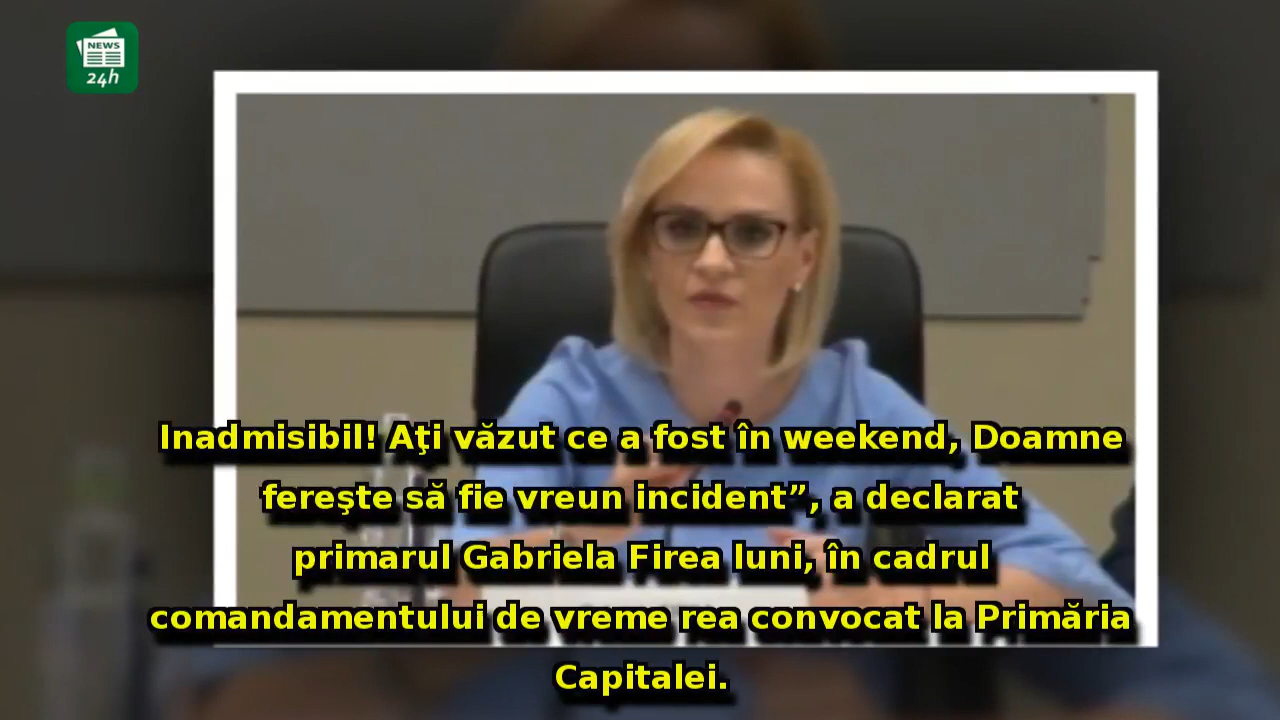 NEWS
24h
Inadmisibil! Aţi văzut ce a fost în weekend, Doamne
fereşte să fie vreun incident”, a declarat
primarul Gabriela Firea luni, în cadrul
comandamentului de vreme rea convocat la Primăria
Capitalei.